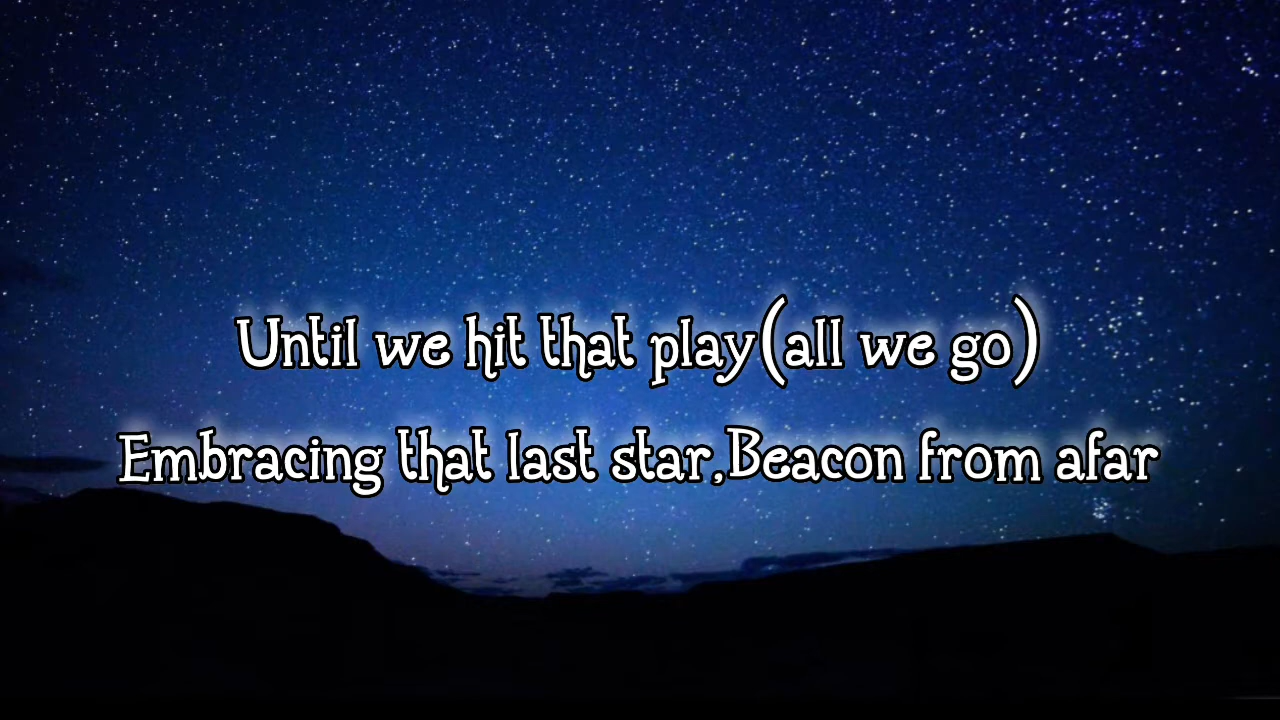 Until we hit that play(all we go)
Embracing that last star,Beacon from afar